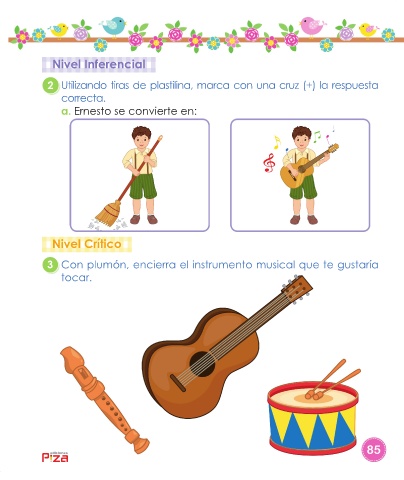 Nivel Inferencial
2 Utilizando tiras de plastilina, marca con una cruz (+) la respuesta
correcta.
a. Ernesto se convierte en:
Nivel Crítico
3 Con plumón, encierra el instrumento musical que te gustaría
tocar.
P'za
85